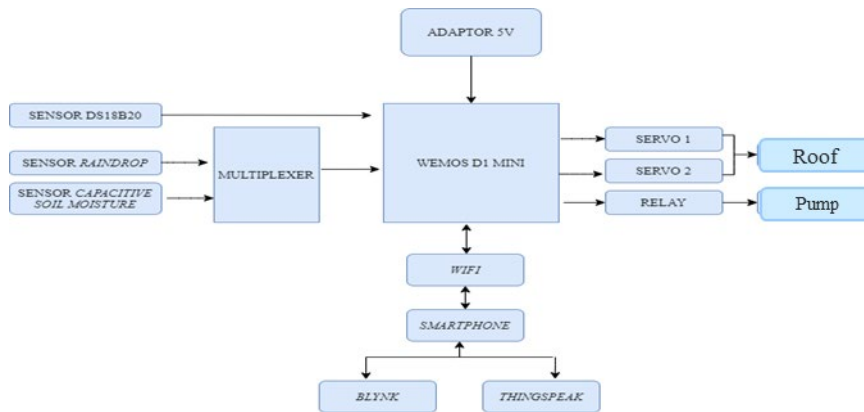 ADAPTOR 5V
SENSOR DS18B20
SENSOR RAINDROP
SENSOR CAPACITIVE
SOIL MOISTURE
MULTIPLEXER
WEMOS D1 MINI
SERVO 1
SERVO 2
RELAY
Roof
Pump
WIFI
SMARTPHONE
BLYNK
THINGSPEAK